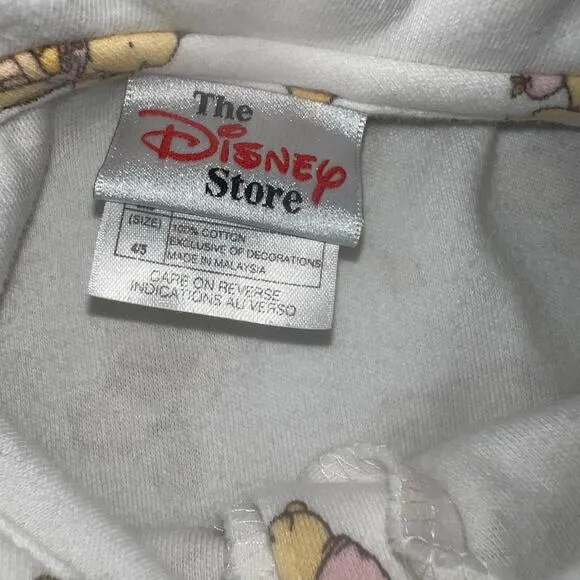 The
Disney
Store
(SIZE)
4/5
100% COTTON
EXCLUSIVE OF DECORATIONS
MADE IN MALAYSIA
CARE ON REVERSE
INDICATIONS AU VERSO